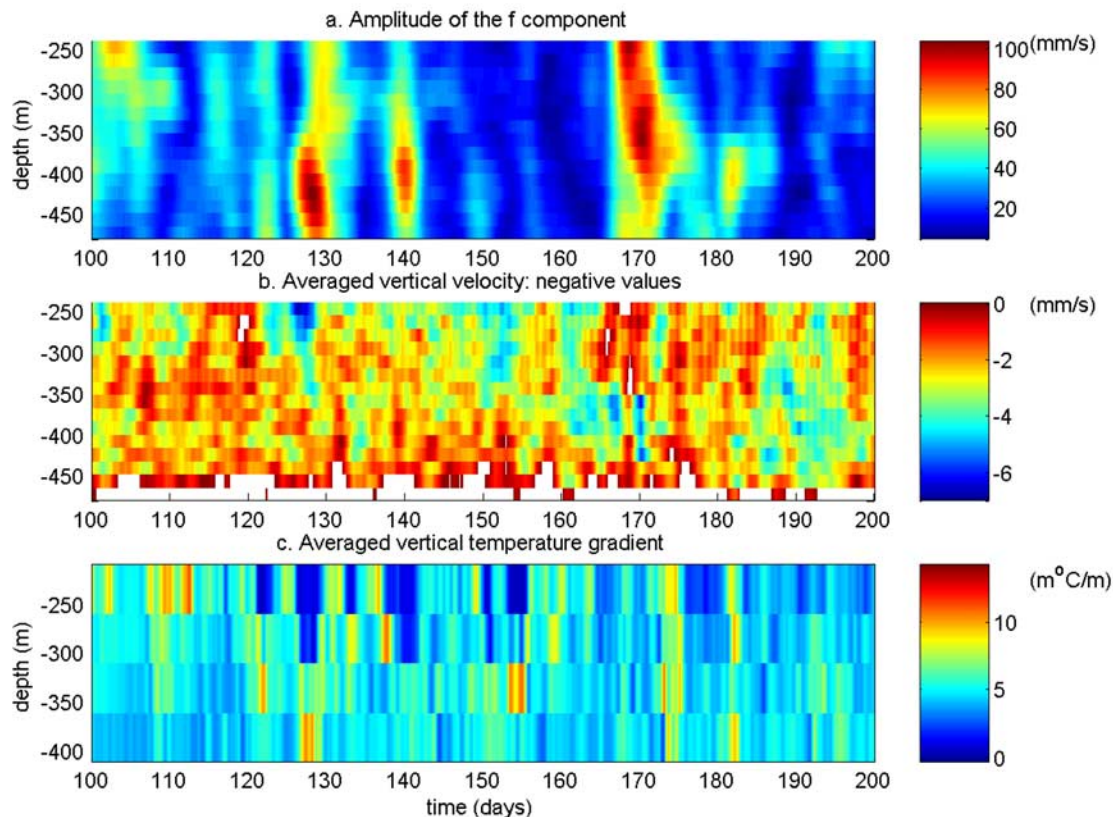 a. Amplitude of the f component
-250
-300
-350
-400
-450
depth (m)
100 110 120 130 140 150 160 170 180 190 200
100 (mm/s)
80
60
40
20
b. Averaged vertical velocity: negative values
-250
-300
-350
-400
-450
100 110 120 130 140 150 160 170 180 190 200
0 (mm/s)
-2
-4
-6
c. Averaged vertical temperature gradient
-250
-300
-350
-400
depth (m)
100 110 120 130 140 150 160 170 180 190 200
time (days)
(m°C/m)
10
5
0